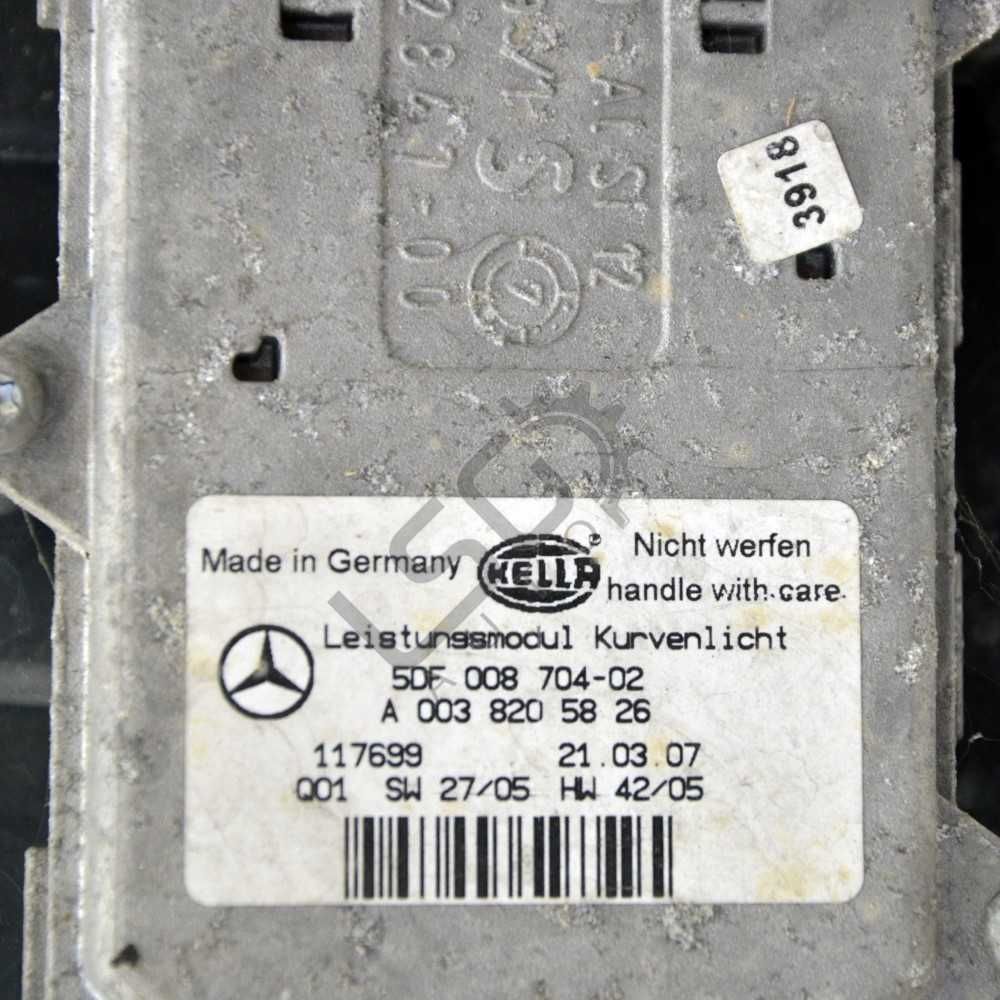 3918
Made in Germany
HELLA
®
Nicht werfen
handle with care
Leistungsmodul Kurvenlicht
5DF 008 704-02
A 003 820 58 26
117699 21.03.07
Q01 SW 27/05 HW 42/05